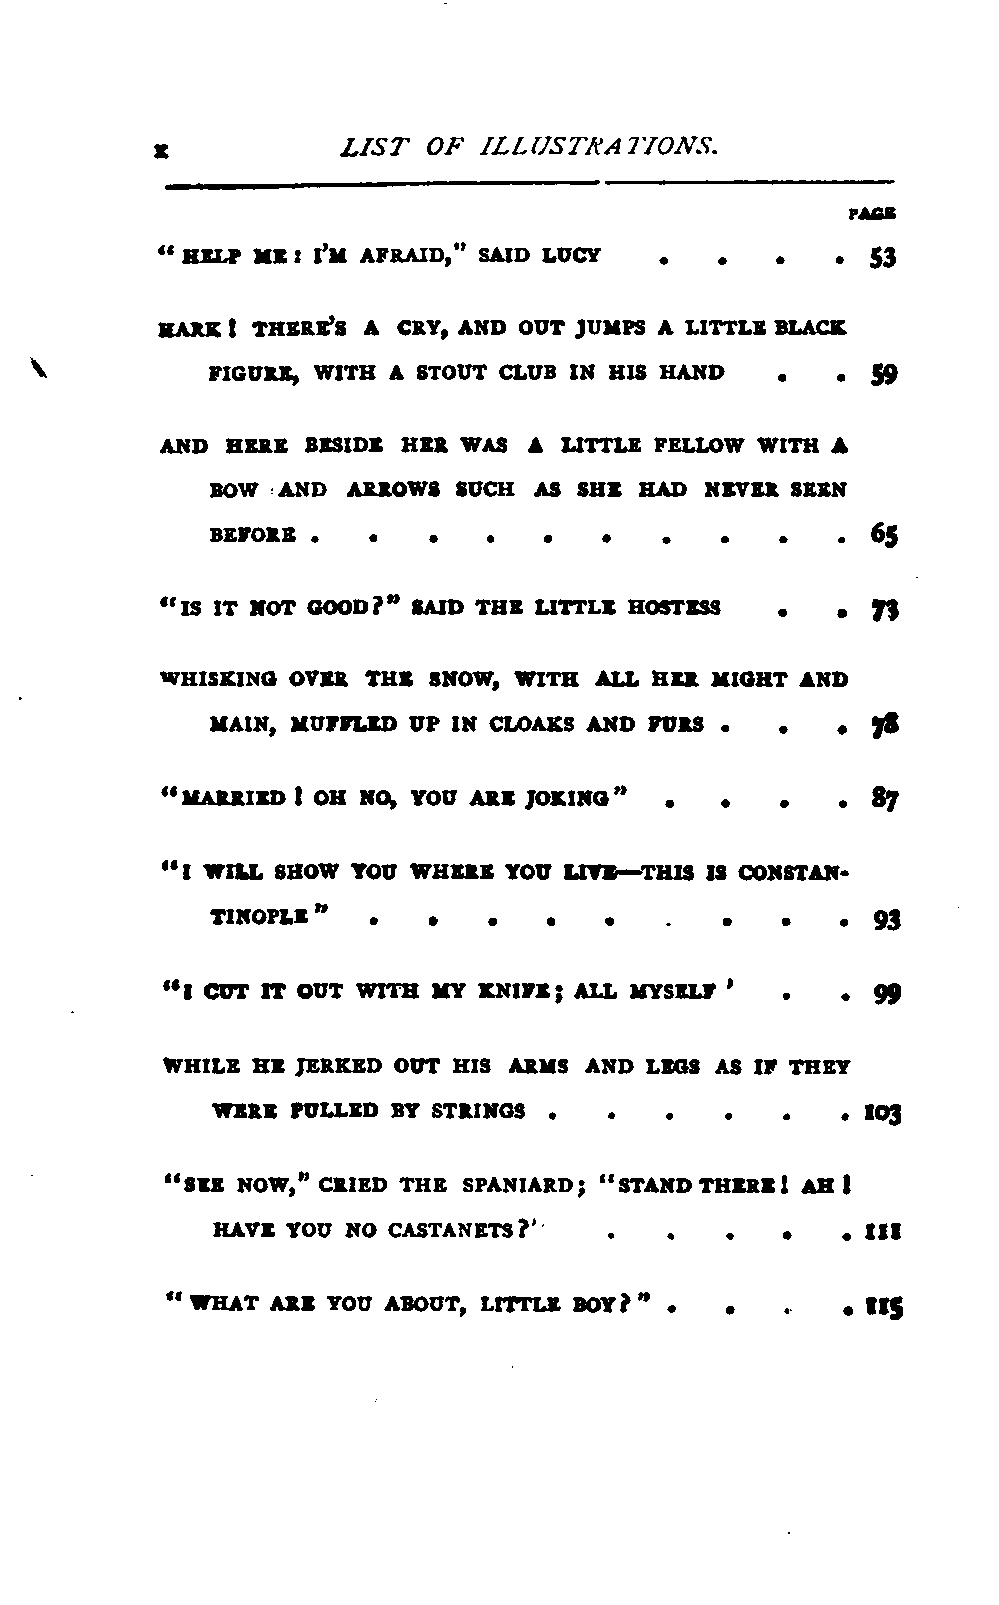 x LIST OF ILLUSTRATIONS.
PAGE
“HELP ME: I’M AFRAID,” SAID LUCY . . . . 53
HARK! THERE’S A CRY, AND OUT JUMPS A LITTLE BLACK
FIGURE, WITH A STOUT CLUB IN HIS HAND . . 59
AND HERE BESIDE HER WAS A LITTLE FELLOW WITH A
BOW AND ARROWS SUCH AS SHE HAD NEVER SEEN
BEFORE . . . . . . . . . . 65
“IS IT NOT GOOD?” SAID THE LITTLE HOSTESS . . 73
WHISKING OVER THE SNOW, WITH ALL HER MIGHT AND
MAIN, MUFFLED UP IN CLOAKS AND FURS . . . 78
“MARRIED! OH NO, YOU ARE JOKING” . . . . 87
“I WILL SHOW YOU WHERE YOU LIVE—THIS IS CONSTAN-
TINOPLE” . . . . . . . . . 93
“I CUT IT OUT WITH MY KNIFE; ALL MYSELF’ . . 99
WHILE HE JERKED OUT HIS ARMS AND LEGS AS IF THEY
WERE PULLED BY STRINGS . . . . . . 103
“SEE NOW,” CRIED THE SPANIARD; “STAND THERE! AH!
HAVE YOU NO CASTANETS?’ . . . . . 111
“WHAT ARE YOU ABOUT, LITTLE BOY?” . . . . 115